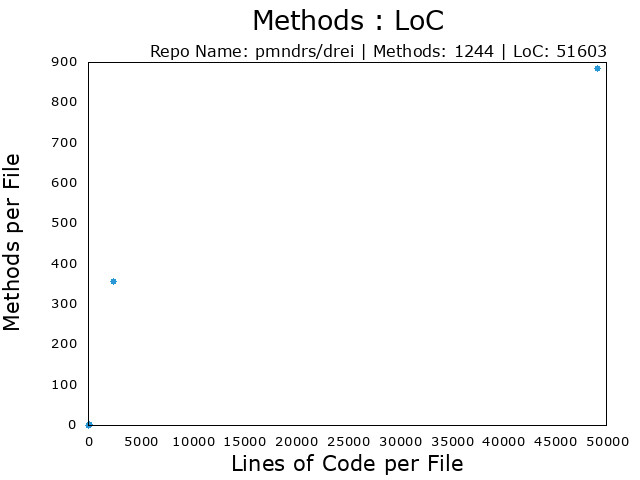 Methods : LoC
Repo Name: pmndrs/drei | Methods: 1244 | LoC: 51603
Methods per File
900
800
700
600
500
400
300
200
100
0
0 5000 10000 15000 20000 25000 30000 35000 40000 45000 50000
Lines of Code per File